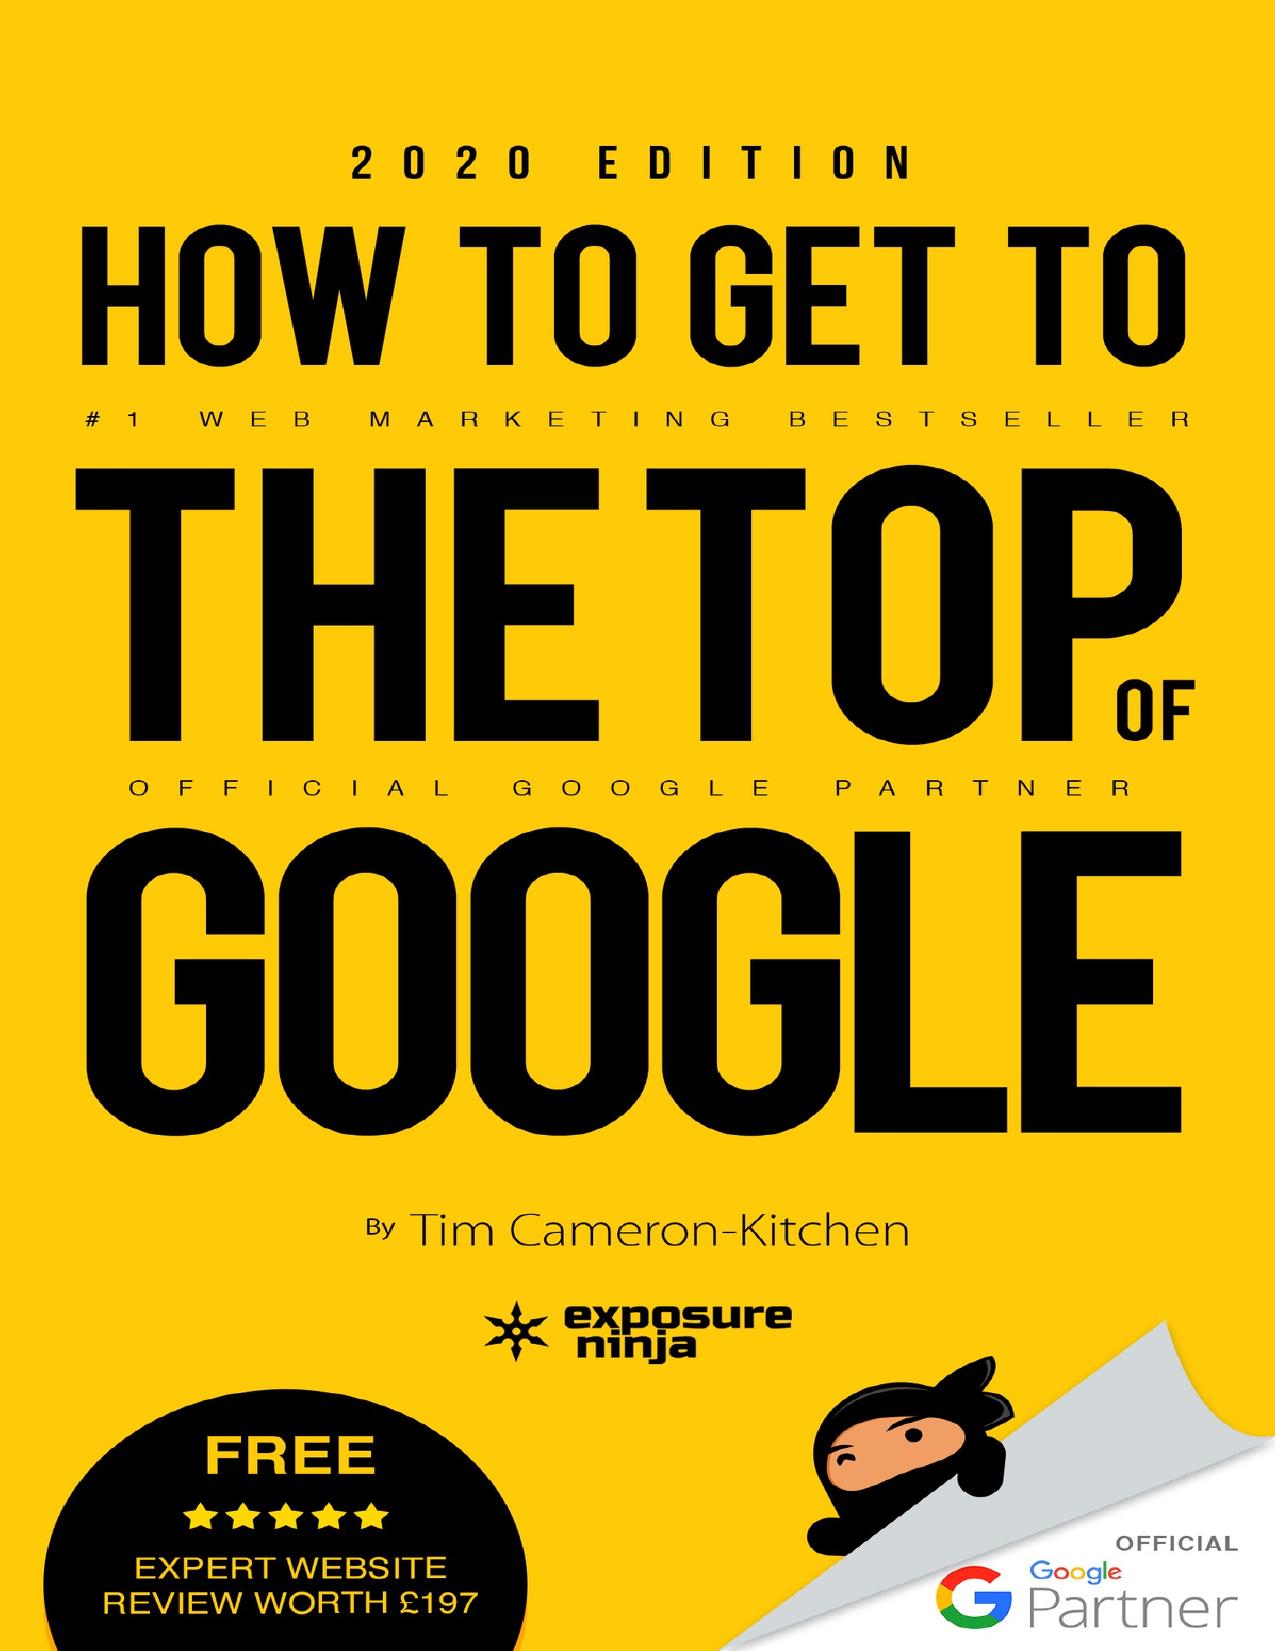 2020 EDITION
HOW TO GET TO
#1 WEB MARKETING BESTSELLER
THE TOP OF
OFFICIAL GOOGLE PARTNER
GOOGLE
By Tim Cameron-Kitchen
exposure
ninja
FREE
EXPERT WEBSITE
REVIEW WORTH £197
OFFICIAL
Google
Partner